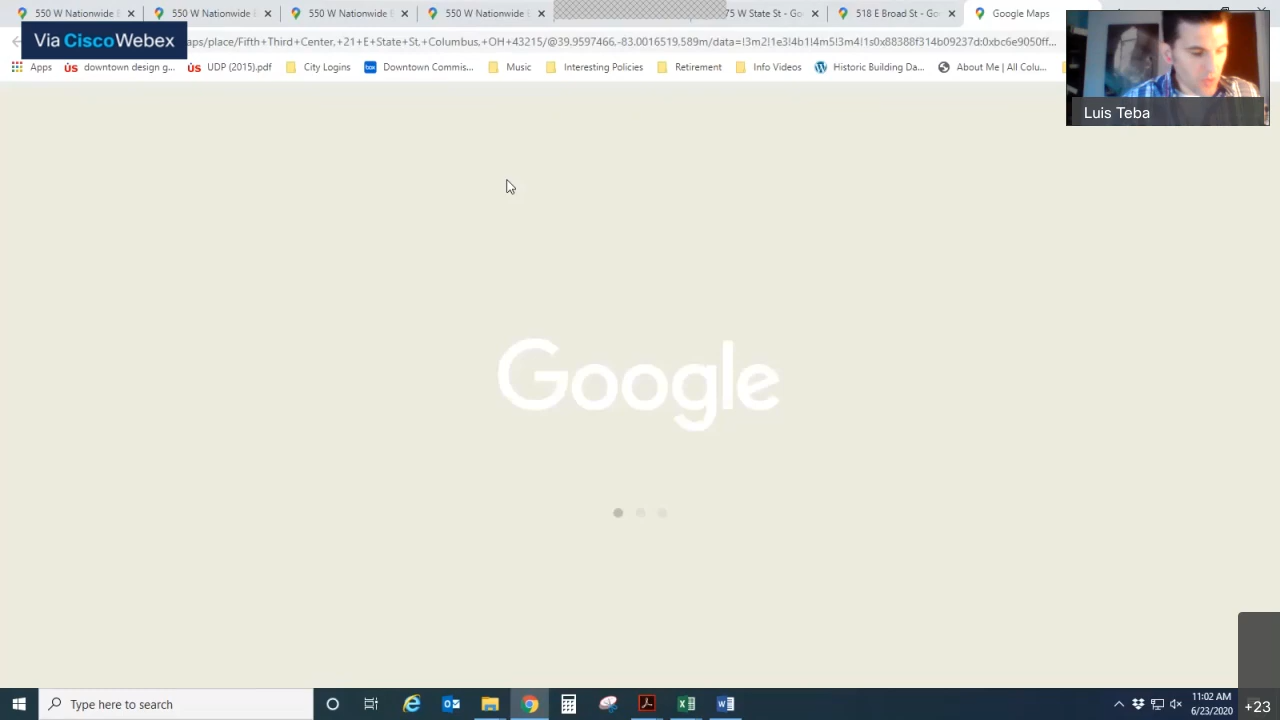 550 W Nationwide B
550 W Nationwide
550 W Nationwide B
550 W Nationwide
75 W State St - Go
518 E Broad St - Go
Google Maps
Via CiscoWebex
aps/place/Fifth+Third+Center,+21+E+State+St,+Columbus,+OH+43215/@39.9597466,-83.0016519,589m/data=!3m2!1e3!4b1!4m5!3m4!1s0x88388f314b09237d:0xbc6e9050ff...
Apps
downtown design g...
UDP (2015).pdf
City Logins
Downtown Commis...
Music
Interesting Policies
Retirement
Info Videos
Historic Building Da...
About Me | All Colu...
Luis Teba
Google
Type here to search
11:02 AM
6/23/2020
+23